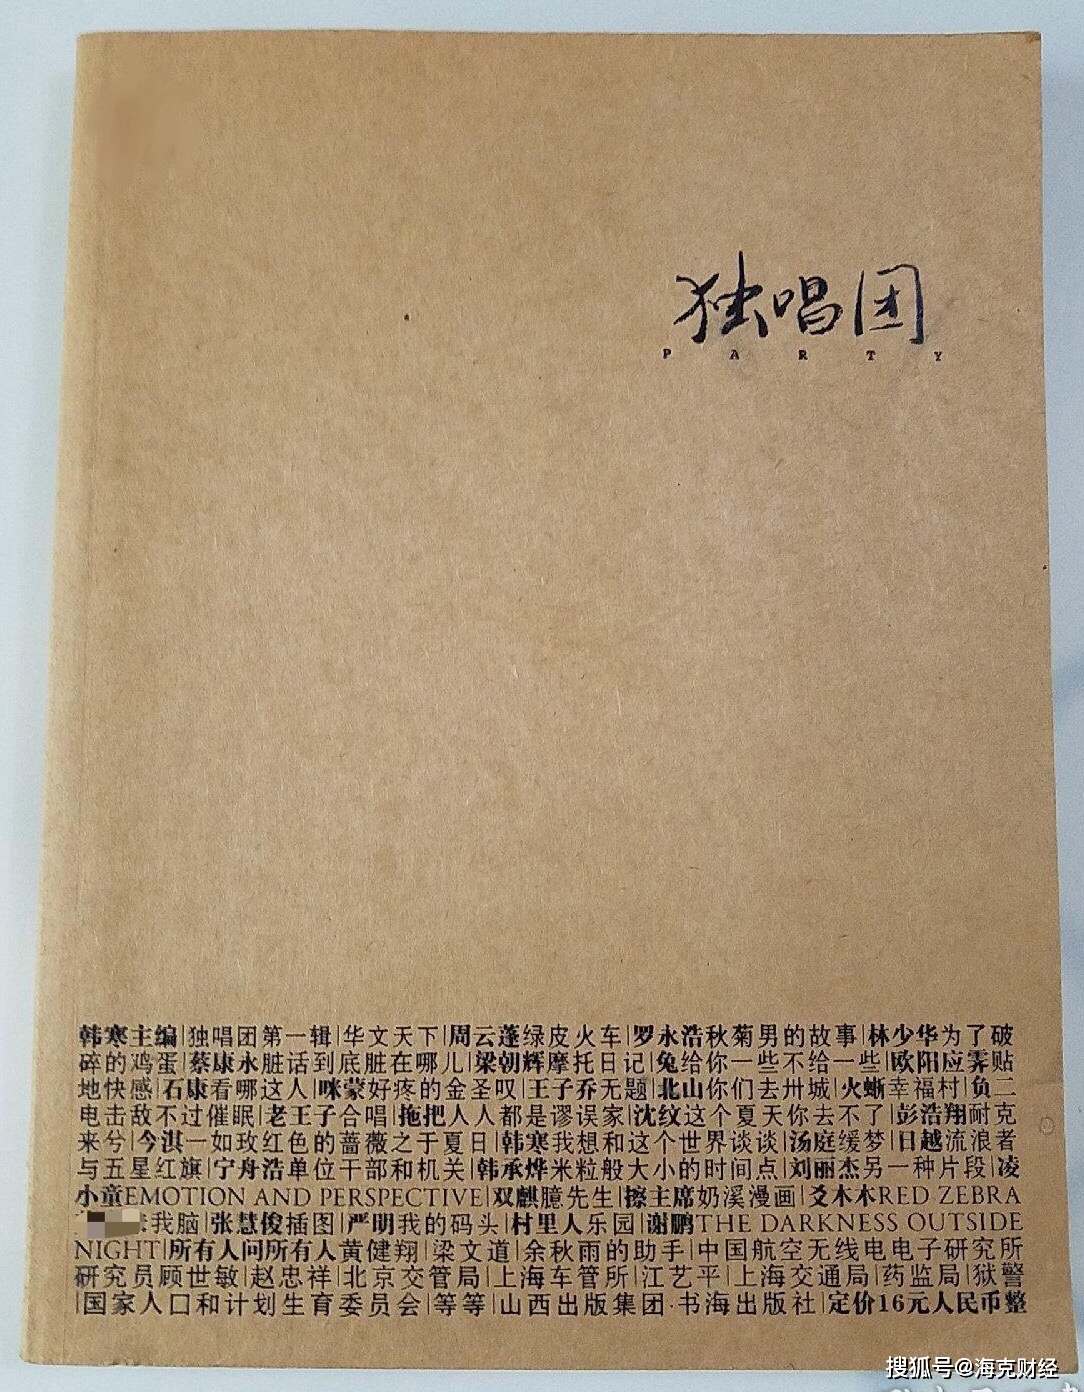 独唱团
PARTY
韩寒主编|独唱团第一辑|华文天下|周云蓬绿皮火车|罗永浩秋菊男的故事|林少华为了破
碎的鸡蛋|蔡康永脏话到底脏在哪儿|梁朝辉摩托日记|兔给你一些不给一些|欧阳应霁贴
地快感|石康看哪这人|咪蒙好疼的金圣叹|王子乔无题|北山你们去卅城|火蜥幸福村|负二
电击敌不过催眠|老王子合唱|拖把人人都是谬误家|沈纹这个夏天你去不了|彭浩翔耐克
来兮|今淇一如玫红色的蔷薇之于夏日|韩寒我想和这个世界谈谈|汤庭缓梦|日越流浪者
与五星红旗|宁舟浩单位干部和机关|韩承烨米粒般大小的时间点|刘丽杰另一种片段|凌
小童EMOTION AND PERSPECTIVE|双麒臆先生|擦主席奶溪漫画|爻木木RED ZEBRA
我脑|张慧俊插图|严明我的码头|村里人乐园|谢鹏THE DARKNESS OUTSIDE
NIGHT|所有人问所有人黄健翔|梁文道|余秋雨的助手|中国航空无线电电子研究所
研究员顾世敏|赵忠祥|北京交管局|上海车管所|江艺平|上海交通局|药监局|狱警
|国家人口和计划生育委员会|等等|山西出版集团·书海出版社|定价16元人民币整
搜狐号@海克财经